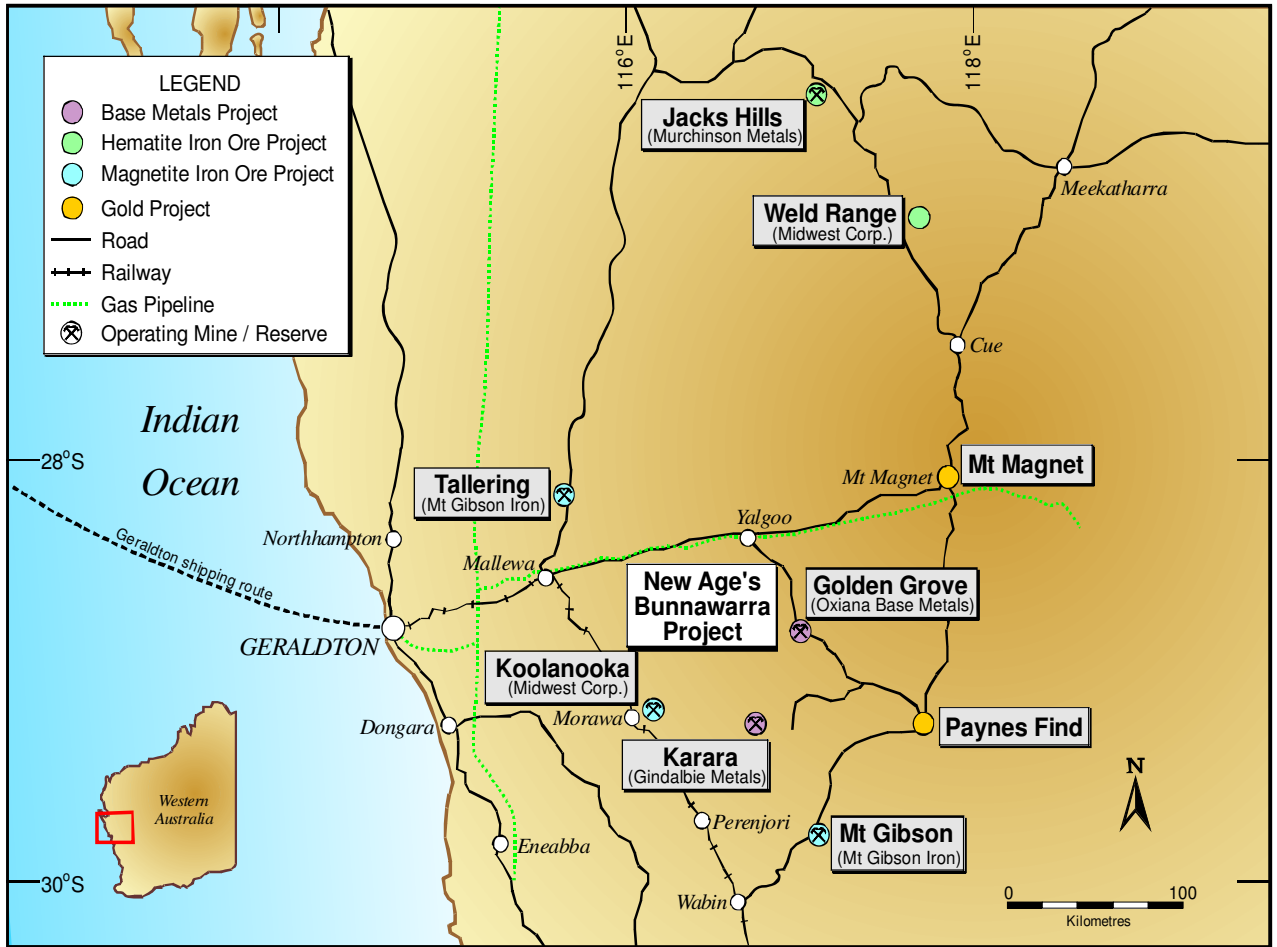 116°E
118°E
LEGEND
Base Metals Project
Hematite Iron Ore Project
Magnetite Iron Ore Project
Gold Project
Road
Railway
Gas Pipeline
Operating Mine / Reserve
Jacks Hills
(Murchinson Metals)
Meekatharra
Weld Range
(Midwest Corp.)
Cue
Indian
Ocean
28°S
Tallering
(Mt Gibson Iron)
Mt Magnet
Mt Magnet
Yalgoo
Northhampton
Geraldton shipping route
Mallewa
New Age's
Bunnawarra
Project
Golden Grove
(Oxiana Base Metals)
GERALDTON
Koolanooka
(Midwest Corp.)
Morawa
Dongara
Karara
(Gindalbie Metals)
Paynes Find
N
Western
Australia
Perenjori
Mt Gibson
(Mt Gibson Iron)
Eneabba
30°S
Wabin
0
100
Kilometres